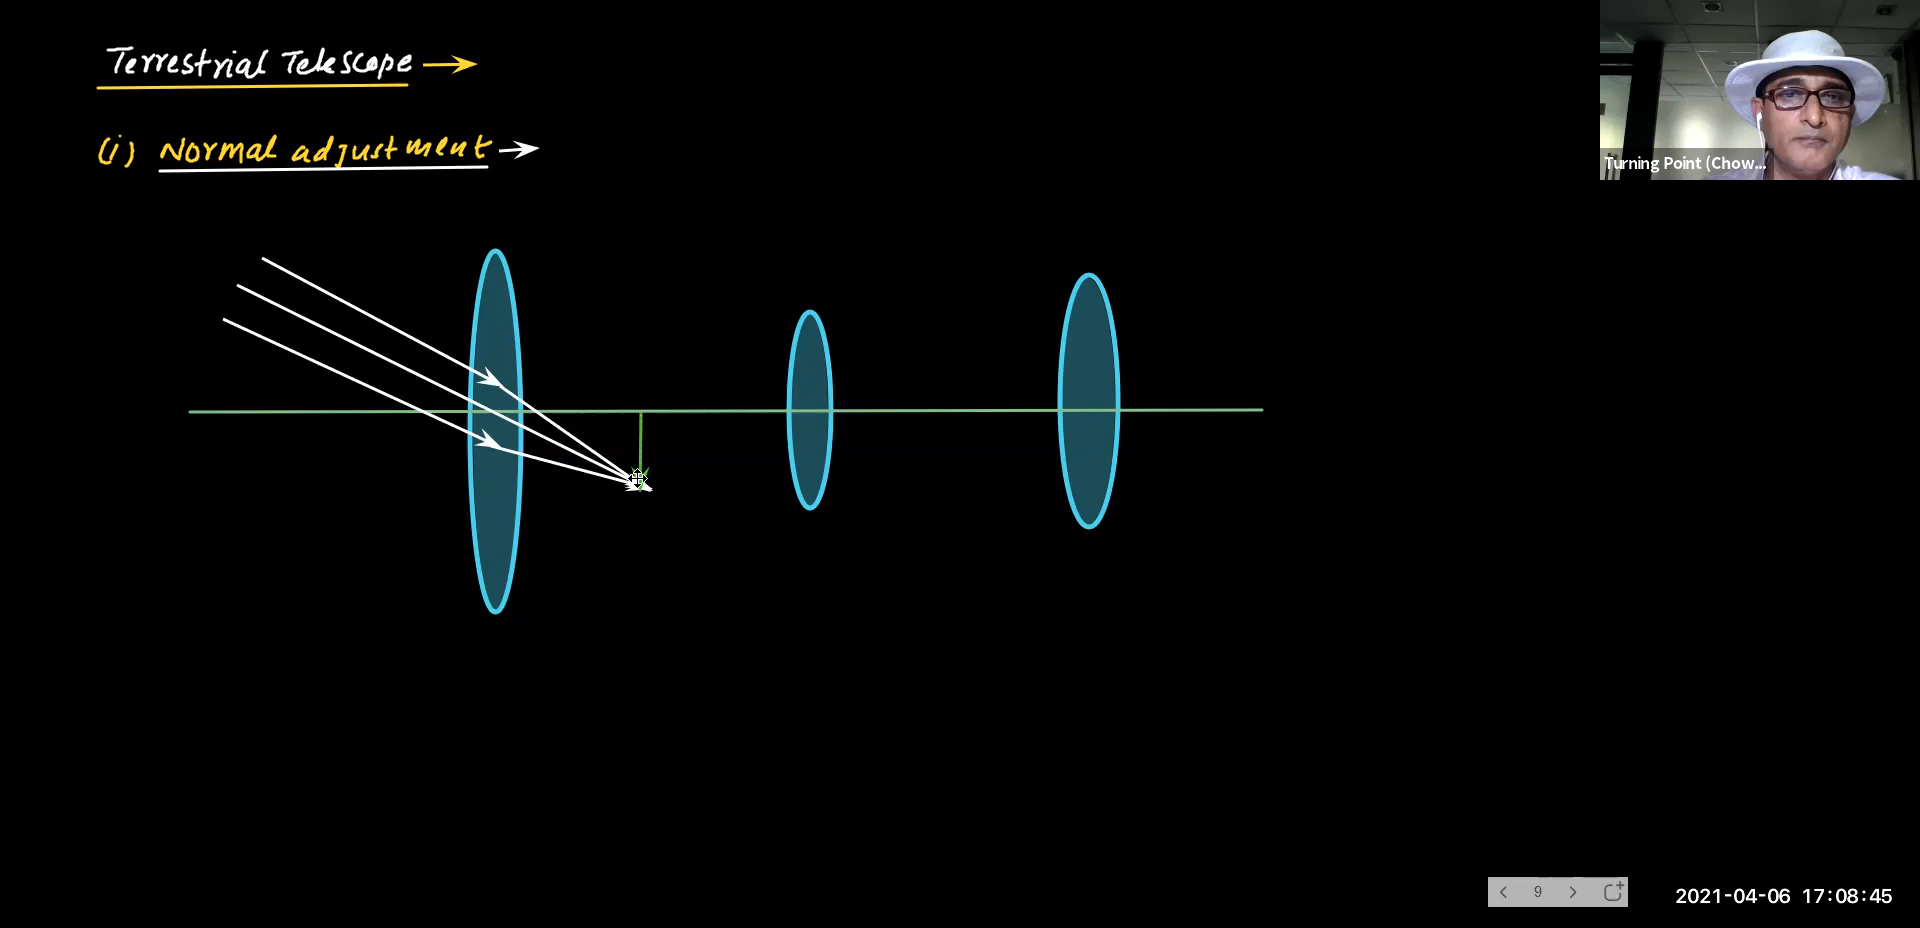 Terrestrial Telescope
(i) Normal adjustment
Turning Point (Chow...
9
2021-04-06 17:08:45